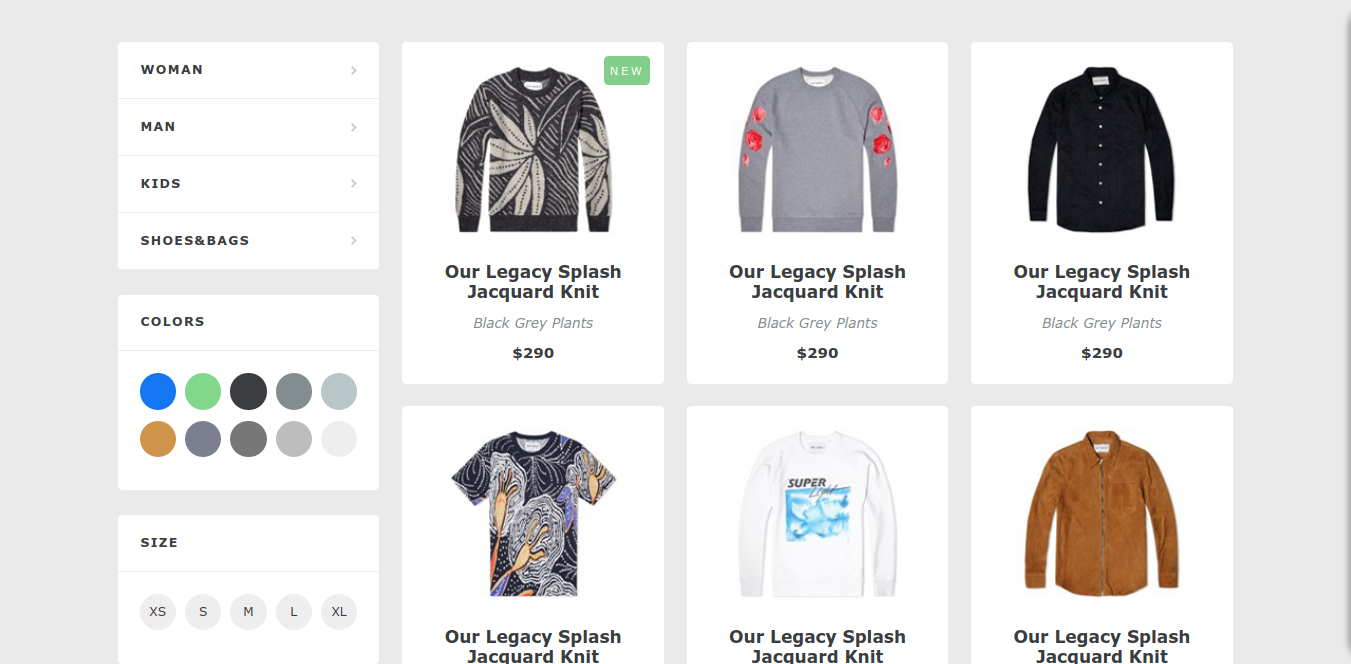 WOMAN
MAN
KIDS
SHOES&BAGS
COLORS
SIZE
XS S M L XL
NEW
Our Legacy Splash
Jacquard Knit
Black Grey Plants
$290
Our Legacy Splash
Jacquard Knit
Black Grey Plants
$290
Our Legacy Splash
Jacquard Knit
Black Grey Plants
$290
Our Legacy Splash
Jacquard Knit
SUPER
Light
Our Legacy Splash
Jacquard Knit
Our Legacy Splash
Jacquard Knit